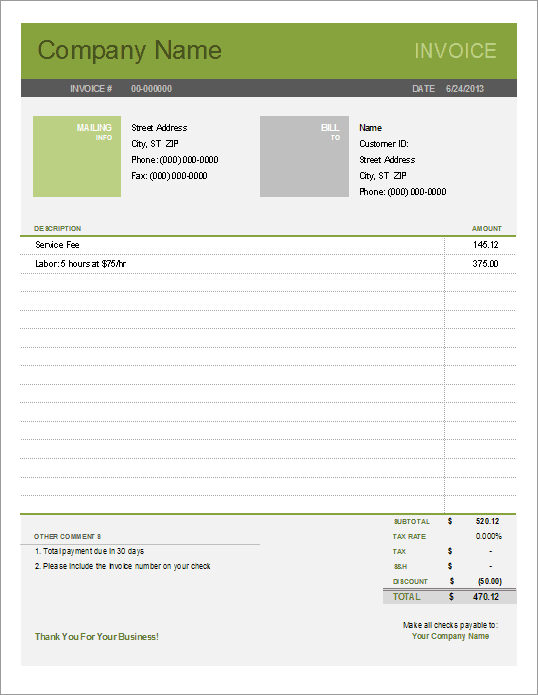 Company Name INVOICE
INVOICE # 00-000000 DATE 6/24/2013
MAILING
INFO
Street Address
City, ST ZIP
Phone: (000) 000-0000
Fax: (000) 000-0000
BILL
TO
Name
Customer ID:
Street Address
City, ST ZIP
Phone: (000) 000-0000
DESCRIPTION AMOUNT
Service Fee 145.12
Labor: 5 hours at $75/hr 375.00
SUBTOTAL $ 520.12
TAX RATE 0.000%
TAX $ -
S&H $ -
DISCOUNT (50.00)
TOTAL $ 470.12
OTHER COMMENTS
1. Total payment due in 30 days
2. Please include the invoice number on your check
Make all checks payable to:
Your Company Name
Thank You For Your Business!